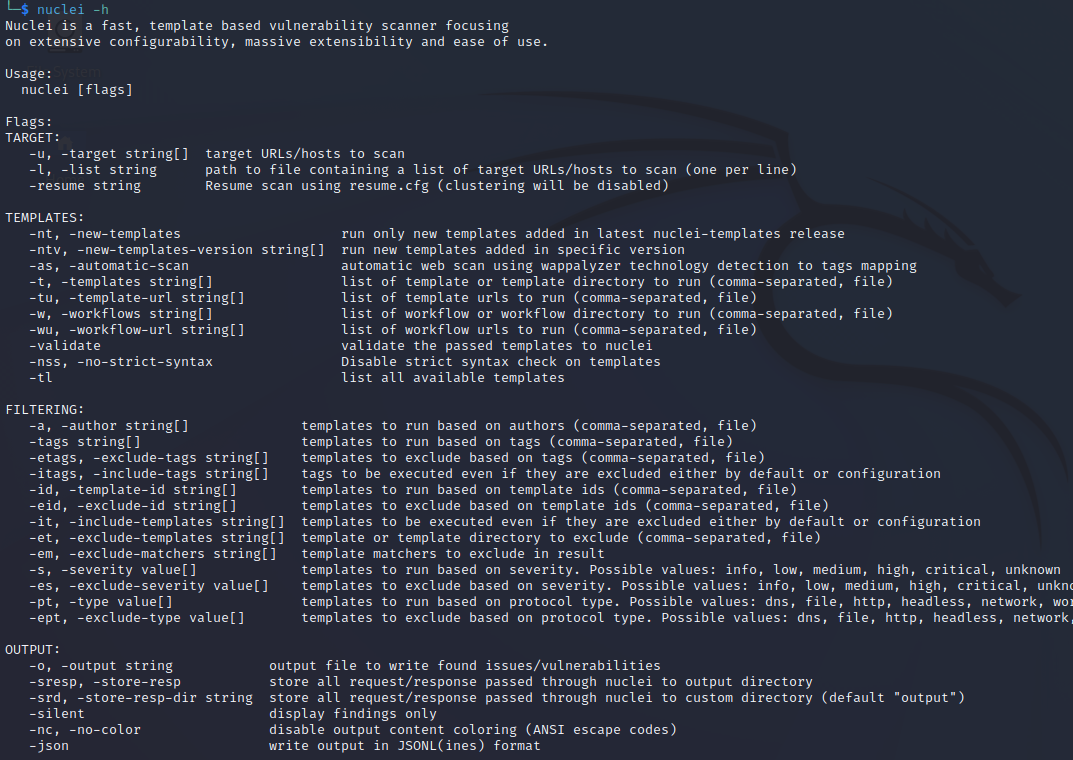 └─$ nuclei -h
Nuclei is a fast, template based vulnerability scanner focusing
on extensive configurability, massive extensibility and ease of use.
Usage:
nuclei [flags]
Flags:
TARGET:
-u, -target string[] target URLs/hosts to scan
-l, -list string path to file containing a list of target URLs/hosts to scan (one per line)
-resume string Resume scan using resume.cfg (clustering will be disabled)
TEMPLATES:
-nt, -new-templates run only new templates added in latest nuclei-templates release
-ntv, -new-templates-version string[] run new templates added in specific version
-as, -automatic-scan automatic web scan using wappalyzer technology detection to tags mapping
-t, -templates string[] list of template or template directory to run (comma-separated, file)
-tu, -template-url string[] list of template urls to run (comma-separated, file)
-w, -workflows string[] list of workflow or workflow directory to run (comma-separated, file)
-wu, -workflow-url string[] list of workflow urls to run (comma-separated, file)
-validate validate the passed templates to nuclei
-nss, -no-strict-syntax Disable strict syntax check on templates
-tl list all available templates
FILTERING:
-a, -author string[] templates to run based on authors (comma-separated, file)
-tags string[] templates to run based on tags (comma-separated, file)
-etags, -exclude-tags string[] templates to exclude based on tags (comma-separated, file)
-itags, -include-tags string[] tags to be executed even if they are excluded either by default or configuration
-id, -template-id string[] templates to run based on template ids (comma-separated, file)
-eid, -exclude-id string[] templates to exclude based on template ids (comma-separated, file)
-it, -include-templates string[] templates to be executed even if they are excluded either by default or configuration
-et, -exclude-templates string[] template or template directory to exclude (comma-separated, file)
-em, -exclude-matchers string[] template matchers to exclude in result
-s, -severity value[] templates to run based on severity. Possible values: info, low, medium, high, critical, unknown
-es, -exclude-severity value[] templates to exclude based on severity. Possible values: info, low, medium, high, critical, unkno
-pt, -type value[] templates to run based on protocol type. Possible values: dns, file, http, headless, network, wo
-ept, -exclude-type value[] templates to exclude based on protocol type. Possible values: dns, file, http, headless, network,
OUTPUT:
-o, -output string output file to write found issues/vulnerabilities
-sresp, -store-resp store all request/response passed through nuclei to output directory
-srd, -store-resp-dir string store all request/response passed through nuclei to custom directory (default "output")
-silent display findings only
-nc, -no-color disable output content coloring (ANSI escape codes)
-json write output in JSONL(ines) format